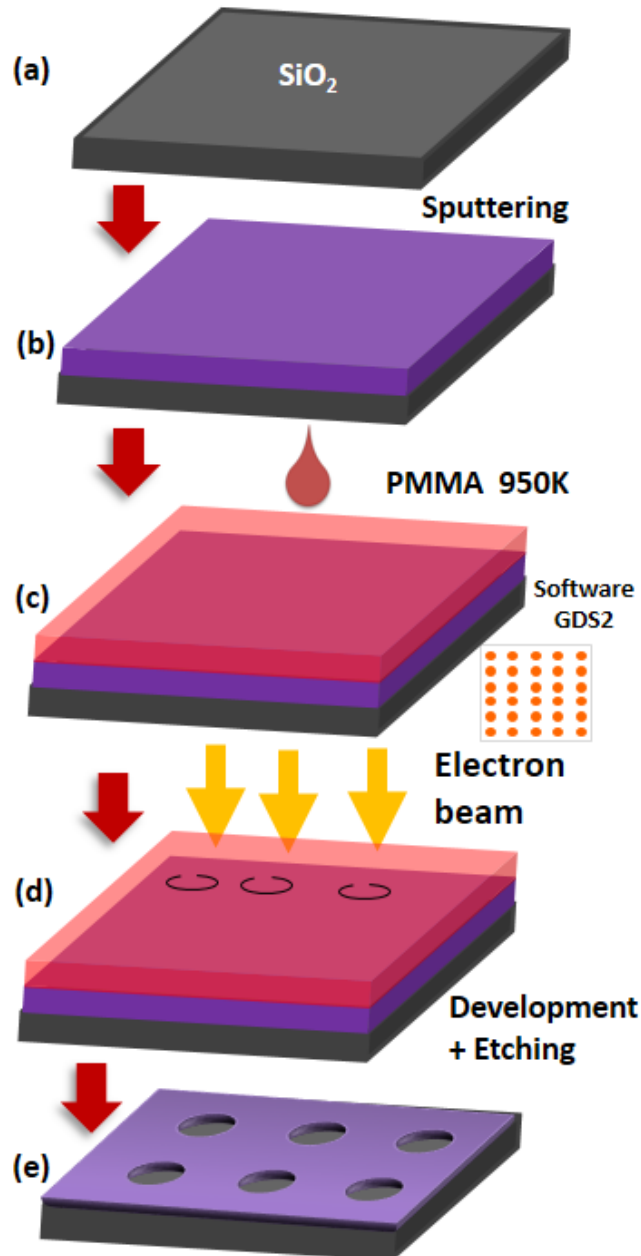 (a)
SiO₂
Sputtering
(b)
PMMA 950K
(c)
Software
GDS2
Electron
beam
(d)
Development
+ Etching
(e)